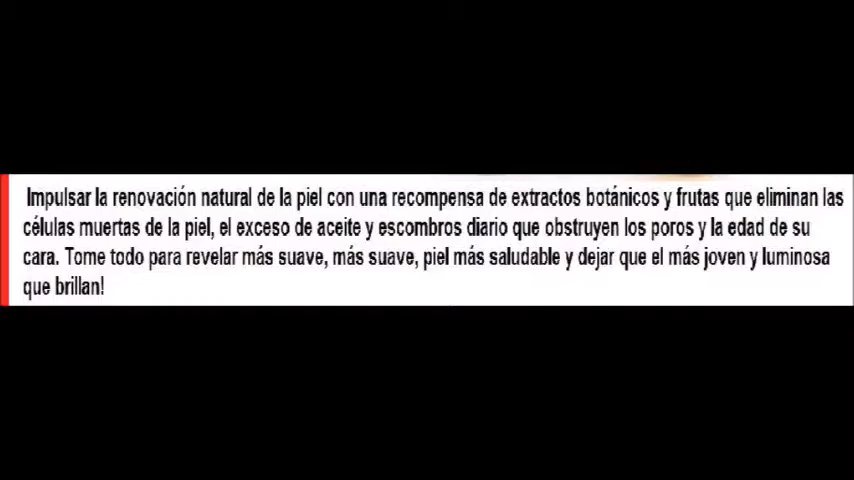 Impulsar la renovación natural de la piel con una recompensa de extractos botánicos y frutas que eliminan las
células muertas de la piel, el exceso de aceite y escombros diario que obstruyen los poros y la edad de su
cara. Tome todo para revelar más suave, más suave, piel más saludable y dejar que el más joven y luminosa
que brillan!